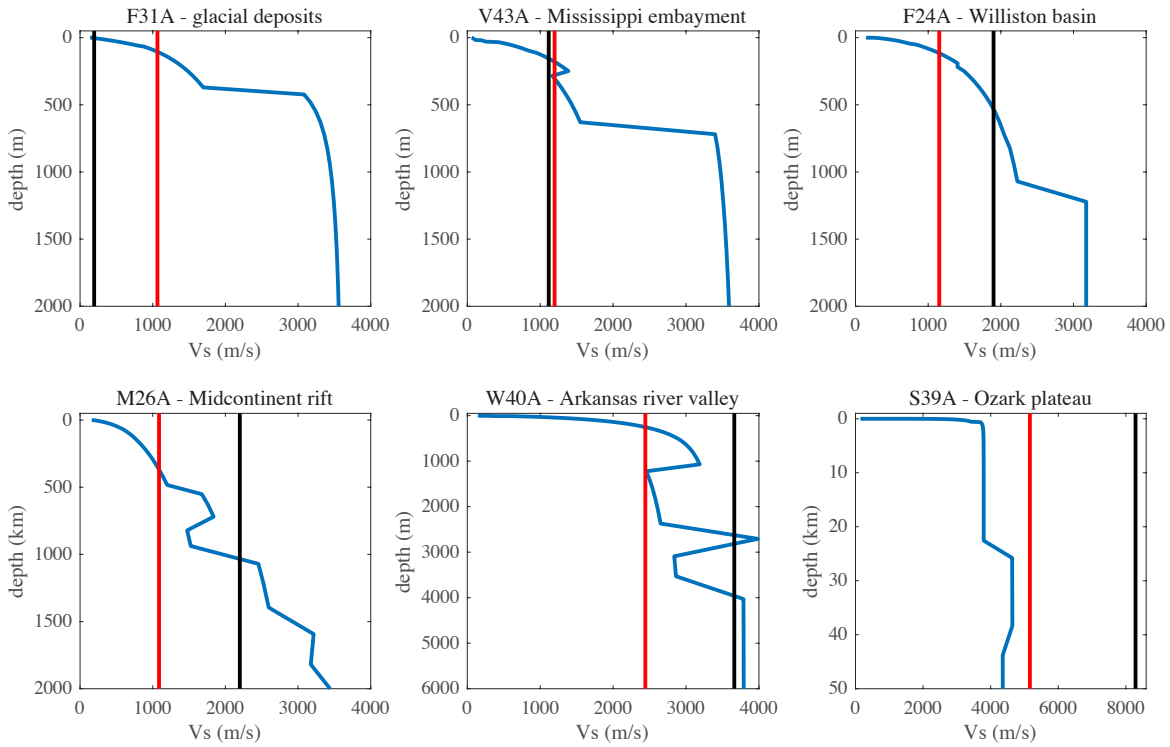 F31A - glacial deposits
0
500
1000
1500
2000
depth (m)
0 1000 2000 3000 4000
Vs (m/s)
V43A - Mississippi embayment
0
500
1000
1500
2000
depth (m)
0 1000 2000 3000 4000
Vs (m/s)
F24A - Williston basin
0
500
1000
1500
2000
depth (m)
0 1000 2000 3000 4000
Vs (m/s)
M26A - Midcontinent rift
0
500
1000
1500
2000
depth (km)
0 1000 2000 3000 4000
Vs (m/s)
W40A - Arkansas river valley
0
1000
2000
3000
4000
5000
6000
depth (m)
0 1000 2000 3000 4000
Vs (m/s)
S39A - Ozark plateau
0
10
20
30
40
50
depth (km)
0 2000 4000 6000 8000
Vs (m/s)